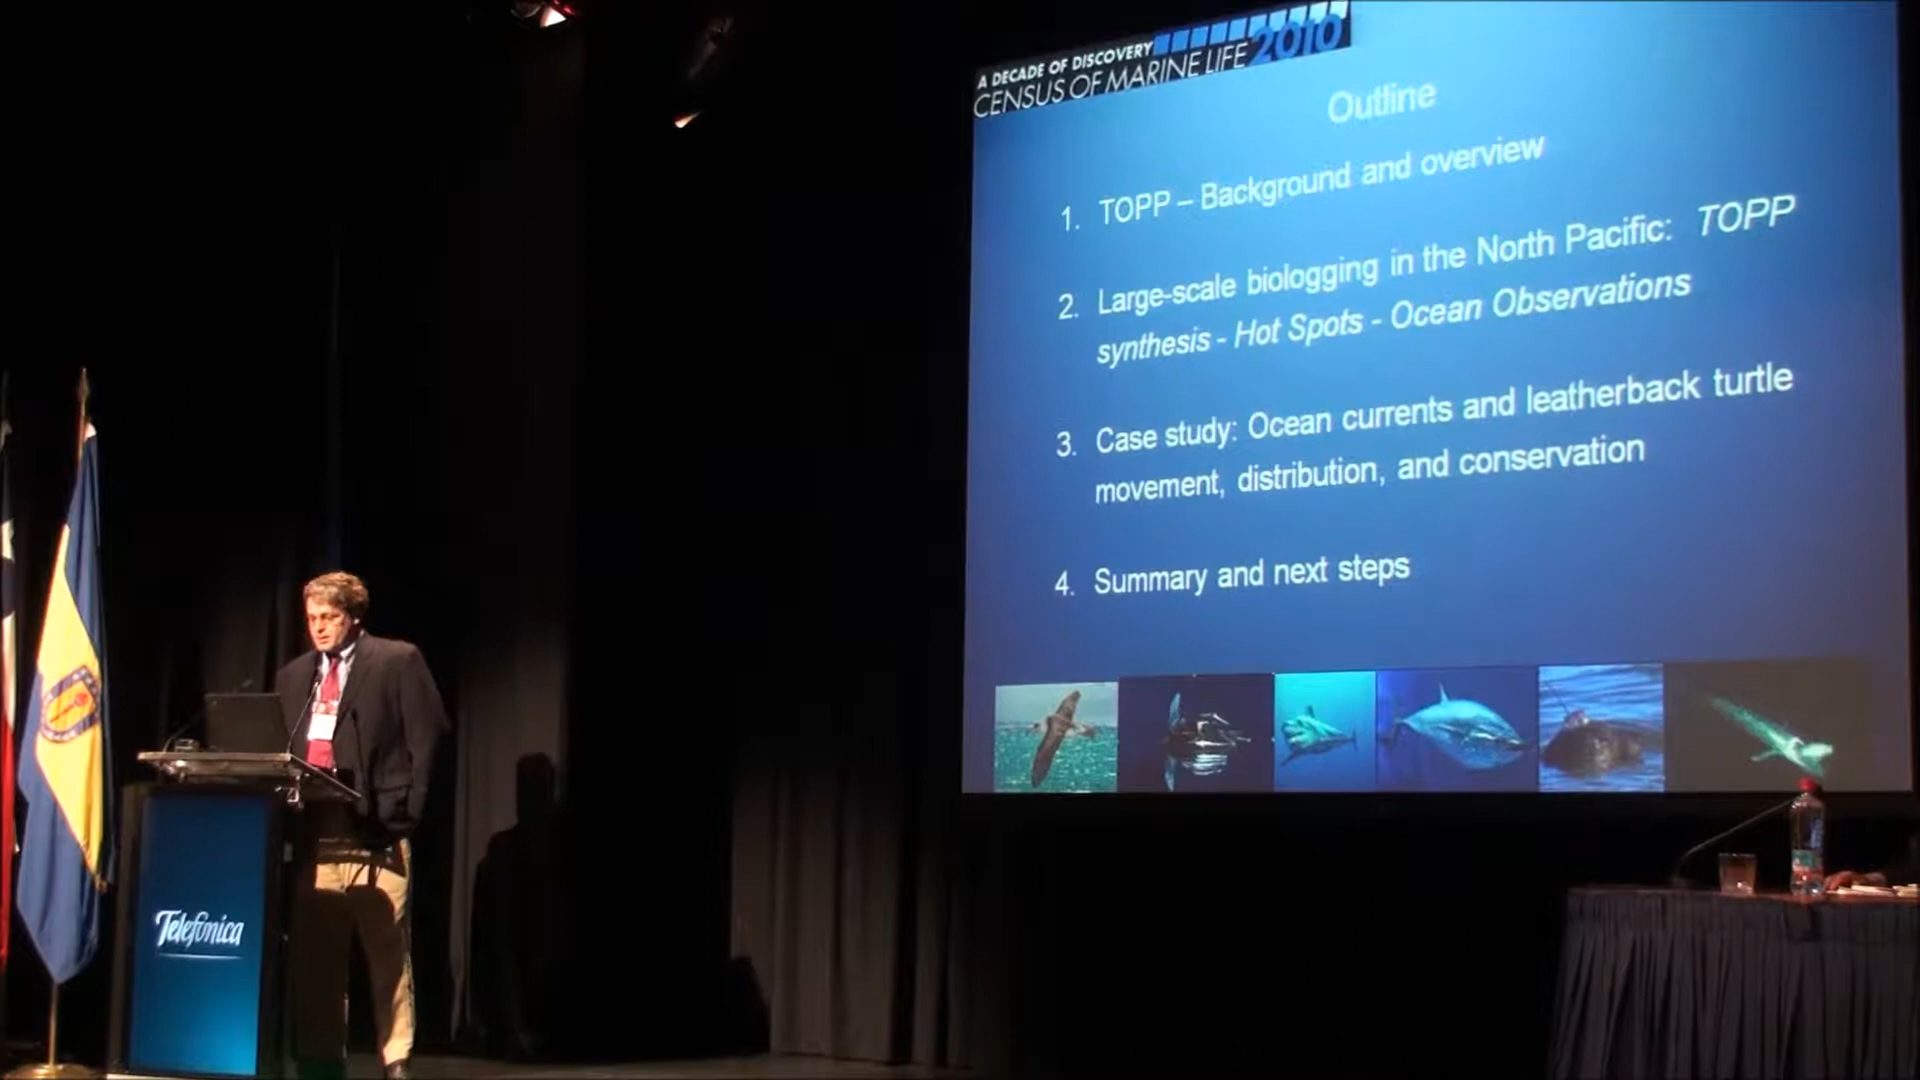 A DECADE OF DISCOVERY
CENSUS OF MARINE LIFE 2010
Outline
1. TOPP – Background and overview
2. Large-scale biologging in the North Pacific: TOPP
synthesis - Hot Spots - Ocean Observations
3. Case study: Ocean currents and leatherback turtle
movement, distribution, and conservation
4. Summary and next steps
Telefónica